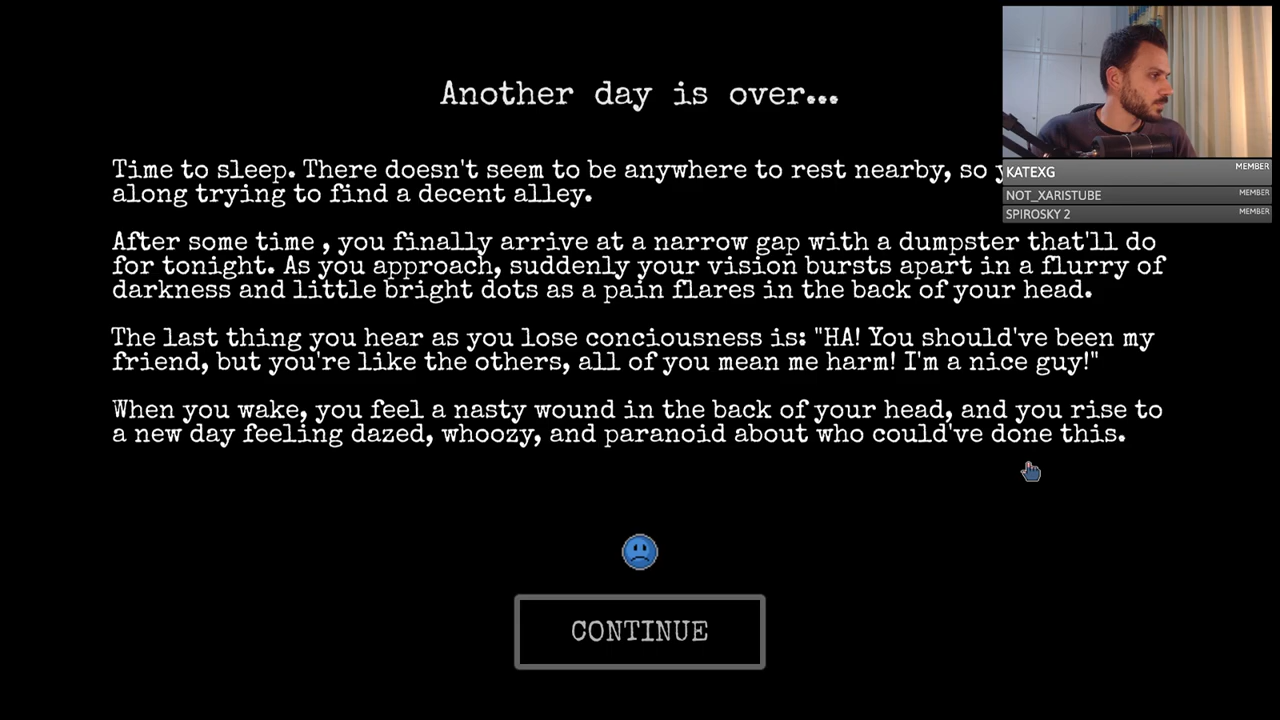 Another day is over...
Time to sleep. There doesn't seem to be anywhere to rest nearby, so
along trying to find a decent alley.
After some time , you finally arrive at a narrow gap with a dumpster that'll do
for tonight. As you approach, suddenly your vision bursts apart in a flurry of
darkness and little bright dots as a pain flares in the back of your head.
The last thing you hear as you lose conciousness is: "HA! You should've been my
friend, but you're like the others, all of you mean me harm! I'm a nice guy!"
When you wake, you feel a nasty wound in the back of your head, and you rise to
a new day feeling dazed, whoozy, and paranoid about who could've done this.
CONTINUE
KATEXG MEMBER
NOT_XARISTUBE MEMBER
SPIROSKY 2 MEMBER